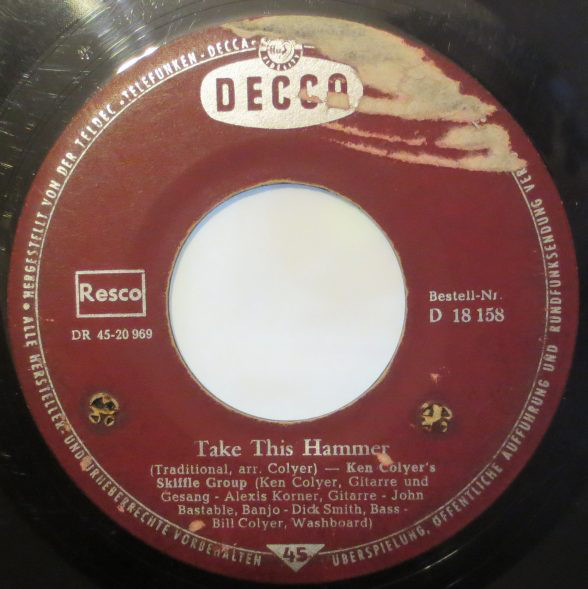 HERGESTELLT VON DER TELDEC • TELEFUNKEN-DECCA-
DECCA
Resco
DR 45-20 969
Bestell-Nr.
D 18 158
Take This Hammer
(Traditional, arr. Colyer) — Ken Colyer's
Skiffle Group (Ken Colyer, Gitarre und
Gesang - Alexis Korner, Gitarre - John
Bastable, Banjo - Dick Smith, Bass -
Bill Colyer, Washboard)
45
• ALLE HERSTELLER- UND URHEBERRECHTE VORBEHALTEN
ÜBERSPIELUNG, ÖFFENTLICHE AUFFÜHRUNG UND RUNDFUNKSENDUNG VER